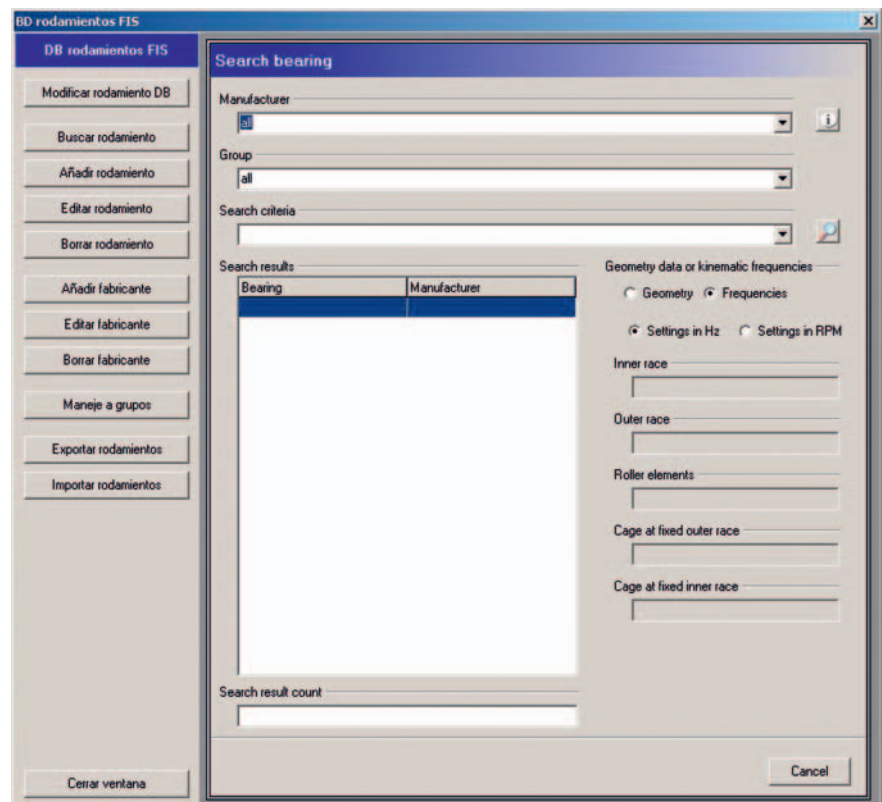 BD rodamientos FIS
DB rodamientos FIS
Modificar rodamiento DB
Buscar rodamiento
Añadir rodamiento
Editar rodamiento
Borrar rodamiento
Añadir fabricante
Editar fabricante
Borrar fabricante
Maneje a grupos
Exportar rodamientos
Importar rodamientos
Cerrar ventana
Search bearing
Manufacturer
all
i
Group
all
Search criteria
Search results
Bearing Manufacturer
Search result count
Geometry data or kinematic frequencies
Geometry Frequencies
Settings in Hz Settings in RPM
Inner race
Outer race
Roller elements
Cage at fixed outer race
Cage at fixed inner race
Cancel